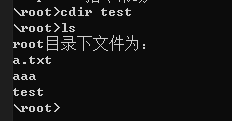 \root>cdir test
\root>ls
root目录下文件为:
a.txt
aaa
test
\root>